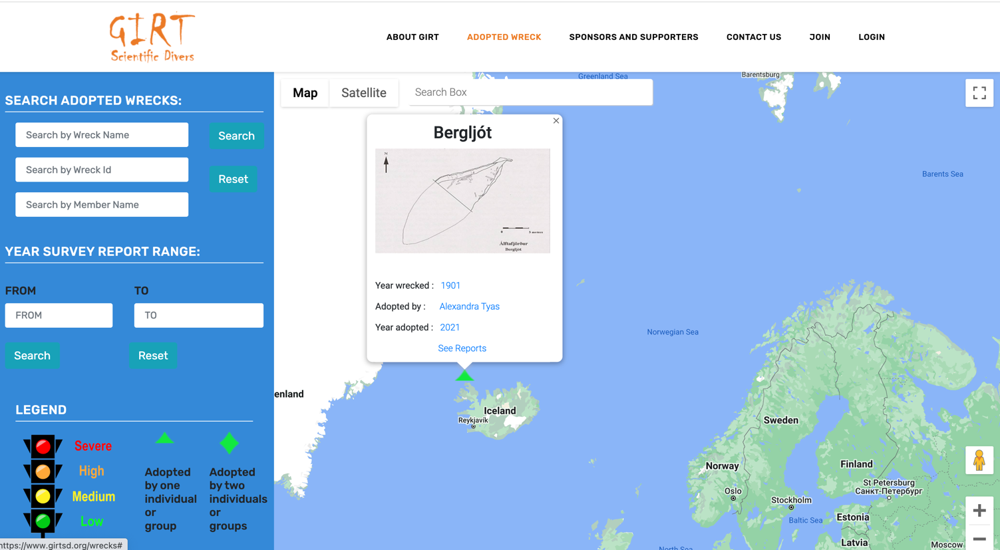 GIRT
Scientific Divers
ABOUT GIRT
ADOPTED WRECK
SPONSORS AND SUPPORTERS
CONTACT US
JOIN
LOGIN
SEARCH ADOPTED WRECKS:
Search by Wreck Name
Search
Search by Wreck Id
Reset
Search by Member Name
YEAR SURVEY REPORT RANGE:
FROM
TO
FROM
TO
Search
Reset
LEGEND
Severe
High
Medium
Low
Adopted
by one
individual
or
group
Adopted
by two
individuals
or
groups
https://www.girtsd.org/wrecks#
Map
Satellite
Search Box
Greenland Sea
Barentsburg
Bergljót
N
0
5 metres
Álftafjörður
Bergljót
Year wrecked : 1901
Adopted by : Alexandra Tyas
Year adopted : 2021
See Reports
Barents Sea
Norwegian Sea
enland
Iceland
Reykjavík
Sweden
Norway
Finland
Oslo
St Petersburg
Санкт-Петербург
Stockholm
Baltic Sea
Estonia
Latvia
Moscow
North Sea